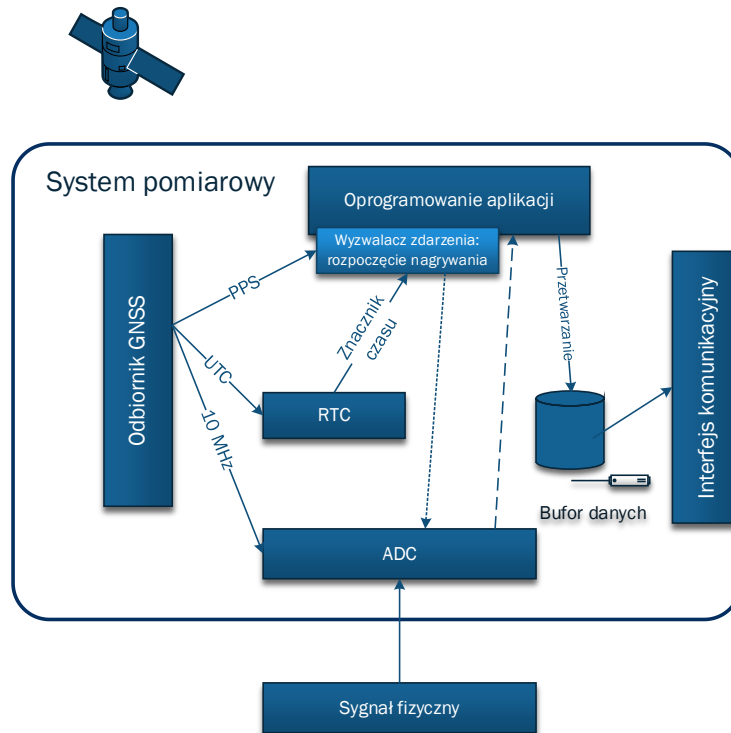 System pomiarowy
Oprogramowanie aplikacji
Wyzwalacz zdarzenia:
rozpoczęcie nagrywania
Odbiornik GNSS
PPS
UTC
10 MHz
Znacznik
czasu
RTC
Przetwarzanie
Bufor danych
Interfejs komunikacyjny
ADC
Sygnał fizyczny